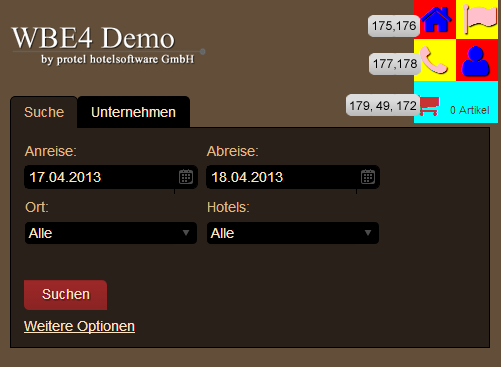 WBE4 Demo
by protel hotelsoftware GmbH
175,176
177,178
179, 49, 172
0 Artikel
Suche
Unternehmen
Anreise:
Abreise:
17.04.2013
18.04.2013
Ort:
Hotels:
Alle
Alle
Suchen
Weitere Optionen